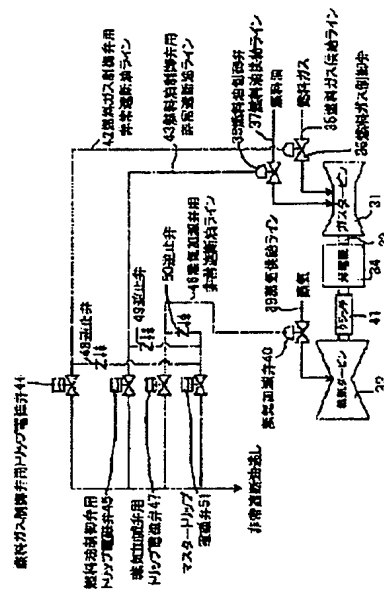 42燃料ガス制御弁用
非常遮断油ライン
43燃料油制御弁用
非常遮断油ライン
38燃料油制御弁
37燃料油供給ライン
燃料油
燃料ガス
35燃料ガス供給ライン
36燃料ガス制御弁
31
ガスタービン
33
発電機
34
クラッチ
41
蒸気タービン
32
39蒸気供給ライン
蒸気
蒸気加減弁40
46蒸気加減弁用
非常遮断油ライン
50逆止弁
49逆止弁
48逆止弁
燃料ガス制御弁用トリップ電磁弁44
燃料油制御弁用
トリップ電磁弁45
蒸気加減弁用
トリップ電磁弁47
マスタートリップ
電磁弁51
非常遮断油逃し